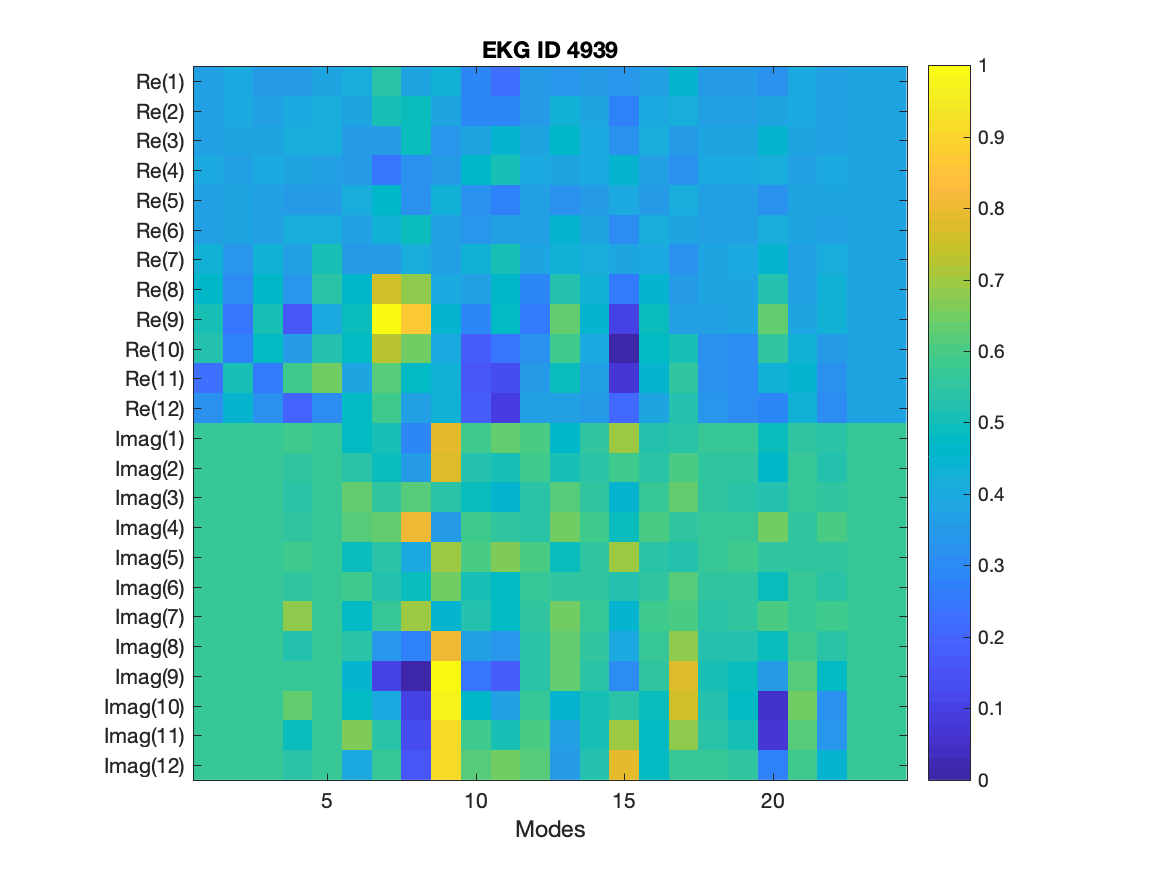 EKG ID 4939
Re(1)
Re(2)
Re(3)
Re(4)
Re(5)
Re(6)
Re(7)
Re(8)
Re(9)
Re(10)
Re(11)
Re(12)
Imag(1)
Imag(2)
Imag(3)
Imag(4)
Imag(5)
Imag(6)
Imag(7)
Imag(8)
Imag(9)
Imag(10)
Imag(11)
Imag(12)
5 10 15 20
Modes
1
0.9
0.8
0.7
0.6
0.5
0.4
0.3
0.2
0.1
0